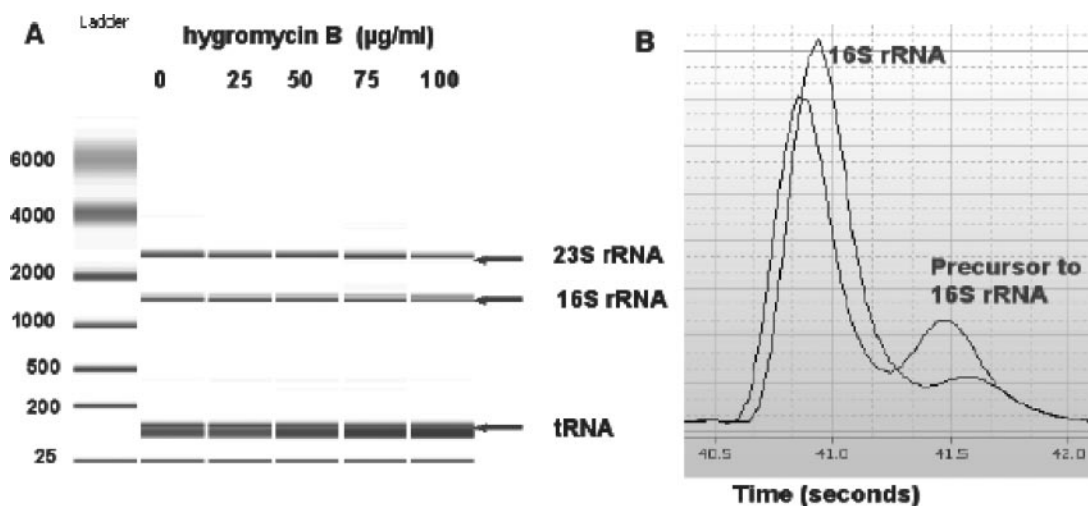 A
Ladder
hygromycin B (µg/ml)
0 25 50 75 100
6000
4000
2000
1000
500
200
25
23S rRNA
16S rRNA
tRNA
B
16S rRNA
Precursor to
16S rRNA
40.5 41.0 41.5 42.0
Time (seconds)